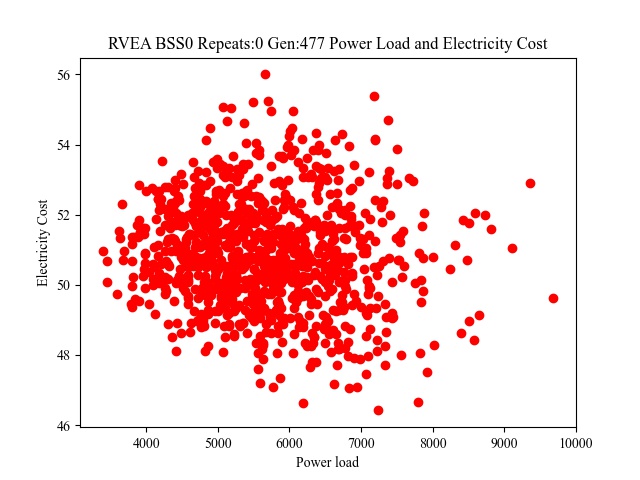 RVEA BSS0 Repeats:0 Gen:477 Power Load and Electricity Cost
56
54
52
50
48
46
Electricity Cost
4000 5000 6000 7000 8000 9000 10000
Power load